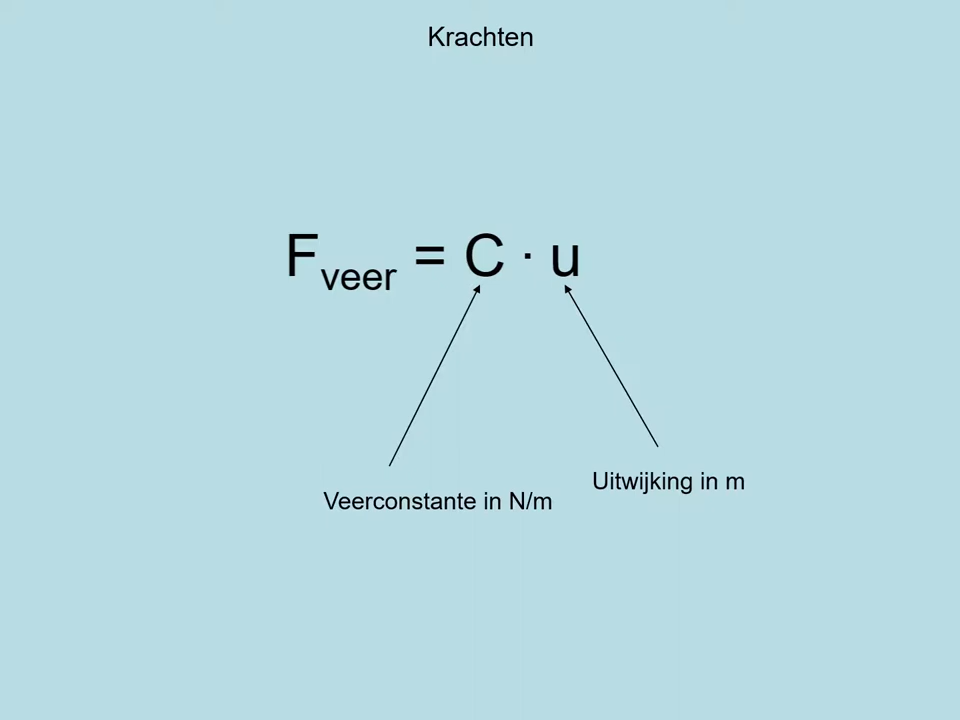 Krachten
Fveer = C · u
Uitwijking in m
Veerconstante in N/m